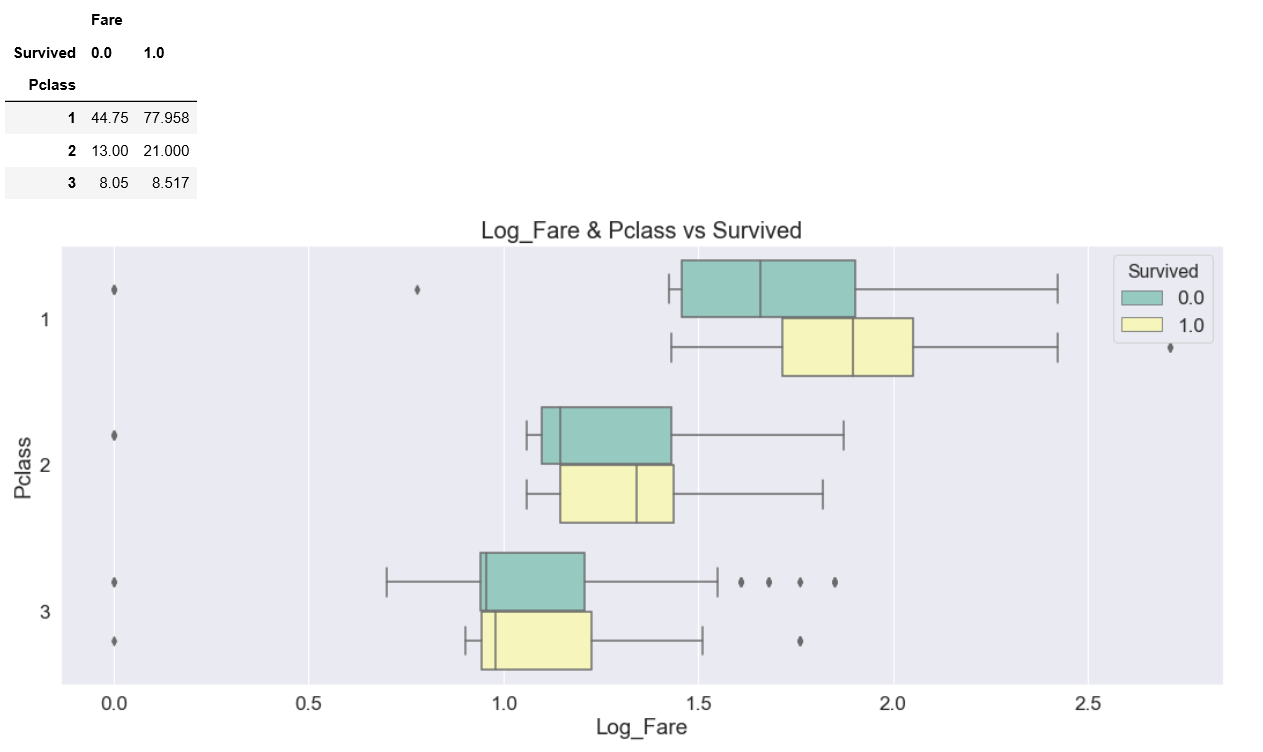 Fare
Survived 0.0 1.0
Pclass
1 44.75 77.958
2 13.00 21.000
3 8.05 8.517
Log_Fare & Pclass vs Survived
Survived
0.0
1.0
1
2
3
Pclass
0.0 0.5 1.0 1.5 2.0 2.5
Log_Fare